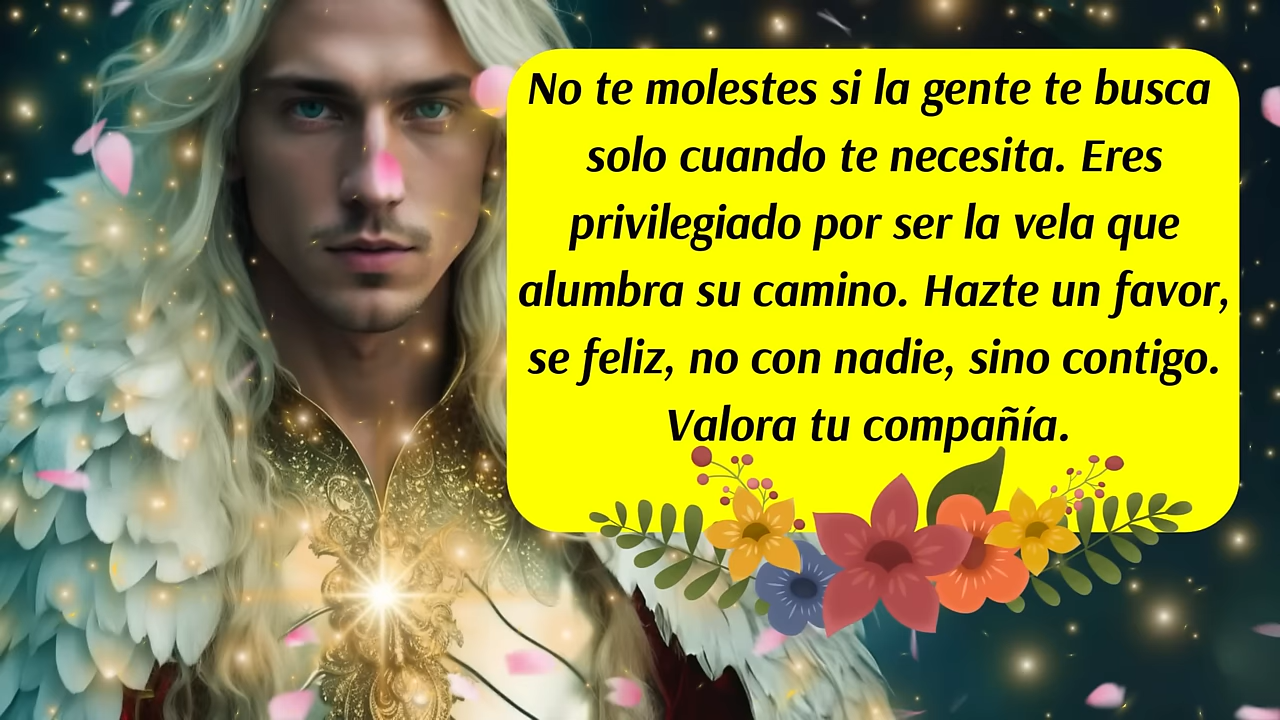 No te molestes si la gente te busca
solo cuando te necesita. Eres
privilegiado por ser la vela que
alumbra su camino. Hazte un favor,
se feliz, no con nadie, sino contigo.
Valora tu compañía.